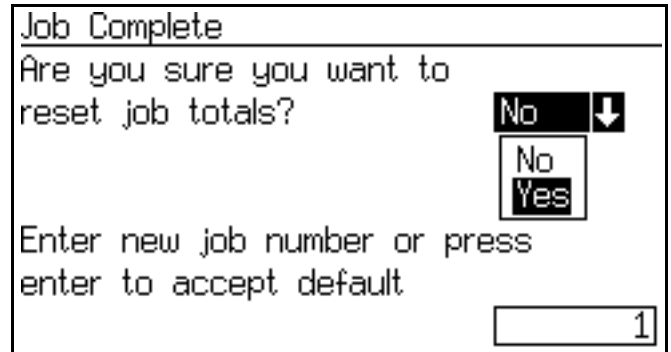 Job Complete
Are you sure you want to
reset job totals? No
No
Yes
Enter new job number or press
enter to accept default
1